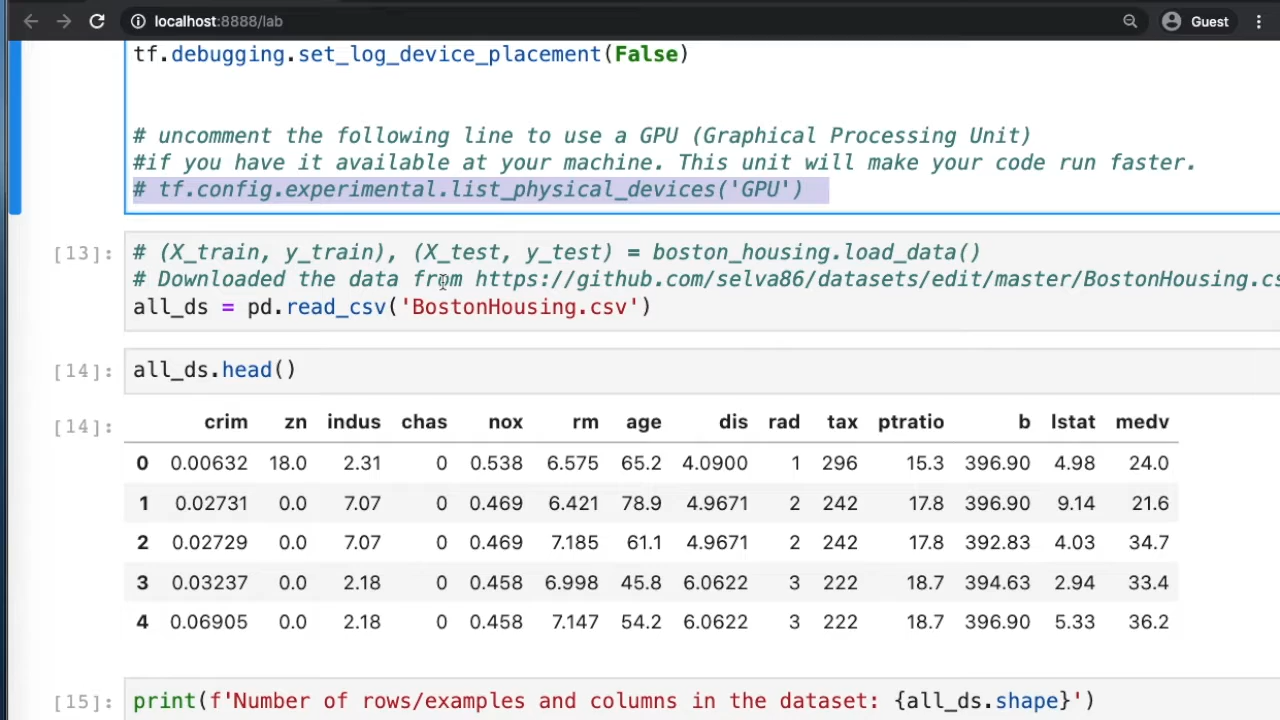 localhost:8888/lab
Guest
tf.debugging.set_log_device_placement(False)
# uncomment the following line to use a GPU (Graphical Processing Unit)
#if you have it available at your machine. This unit will make your code run faster.
# tf.config.experimental.list_physical_devices('GPU')
[13]: # (X_train, y_train), (X_test, y_test) = boston_housing.load_data()
# Downloaded the data from https://github.com/selva86/datasets/edit/master/BostonHousing.cs
all_ds = pd.read_csv('BostonHousing.csv')
[14]: all_ds.head()
[14]: crim zn indus chas nox rm age dis rad tax ptratio b lstat medv
0 0.00632 18.0 2.31 0 0.538 6.575 65.2 4.0900 1 296 15.3 396.90 4.98 24.0
1 0.02731 0.0 7.07 0 0.469 6.421 78.9 4.9671 2 242 17.8 396.90 9.14 21.6
2 0.02729 0.0 7.07 0 0.469 7.185 61.1 4.9671 2 242 17.8 392.83 4.03 34.7
3 0.03237 0.0 2.18 0 0.458 6.998 45.8 6.0622 3 222 18.7 394.63 2.94 33.4
4 0.06905 0.0 2.18 0 0.458 7.147 54.2 6.0622 3 222 18.7 396.90 5.33 36.2
[15]: print(f'Number of rows/examples and columns in the dataset: {all_ds.shape}')